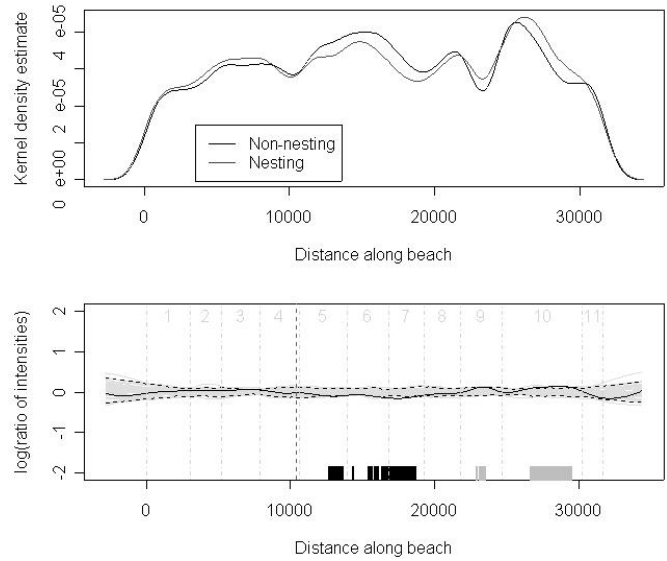 Kernel density estimate
0 e+00 2 e-05 4 e-05
Non-nesting
Nesting
0 10000 20000 30000
Distance along beach
log(ratio of intensities)
2
1 2 3 4 5 6 7 8 9 10 11
1
0
-1
-2
0 10000 20000 30000
Distance along beach